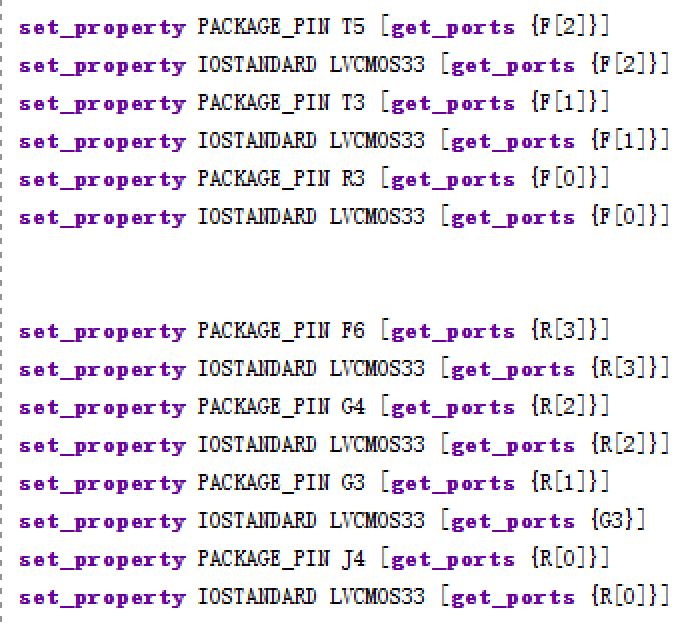 set_property PACKAGE_PIN T5 [get_ports {F[2]}]
set_property IOSTANDARD LVCMOS33 [get_ports {F[2]}]
set_property PACKAGE_PIN T3 [get_ports {F[1]}]
set_property IOSTANDARD LVCMOS33 [get_ports {F[1]}]
set_property PACKAGE_PIN R3 [get_ports {F[0]}]
set_property IOSTANDARD LVCMOS33 [get_ports {F[0]}]
set_property PACKAGE_PIN F6 [get_ports {R[3]}]
set_property IOSTANDARD LVCMOS33 [get_ports {R[3]}]
set_property PACKAGE_PIN G4 [get_ports {R[2]}]
set_property IOSTANDARD LVCMOS33 [get_ports {R[2]}]
set_property PACKAGE_PIN G3 [get_ports {R[1]}]
set_property IOSTANDARD LVCMOS33 [get_ports {G3}]
set_property PACKAGE_PIN J4 [get_ports {R[0]}]
set_property IOSTANDARD LVCMOS33 [get_ports {R[0]}]